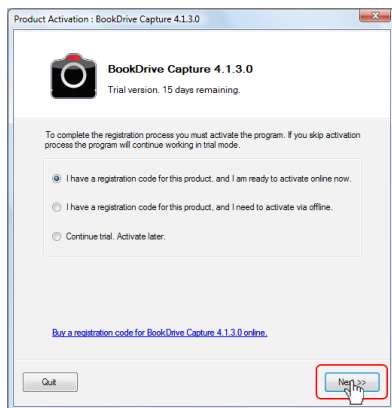 Product Activation : BookDrive Capture 4.1.3.0
BookDrive Capture 4.1.3.0
Trial version. 15 days remaining.
To complete the registration process you must activate the program. If you skip activation
process the program will continue working in trial mode.
I have a registration code for this product, and I am ready to activate online now.
I have a registration code for this product, and I need to activate via offline.
Continue trial. Activate later.
Buy a registration code for BookDrive Capture 4.1.3.0 online.
Quit
Next >>